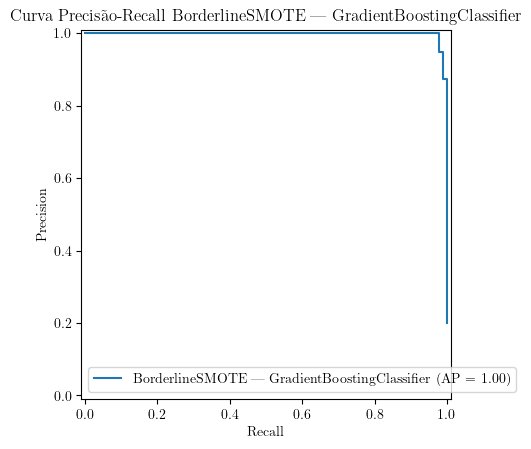 Curva Precisão-Recall BorderlineSMOTE — GradientBoostingClassifier
1.0
0.8
0.6
0.4
0.2
0.0
Precision
BorderlineSMOTE — GradientBoostingClassifier (AP = 1.00)
0.0 0.2 0.4 0.6 0.8 1.0
Recall